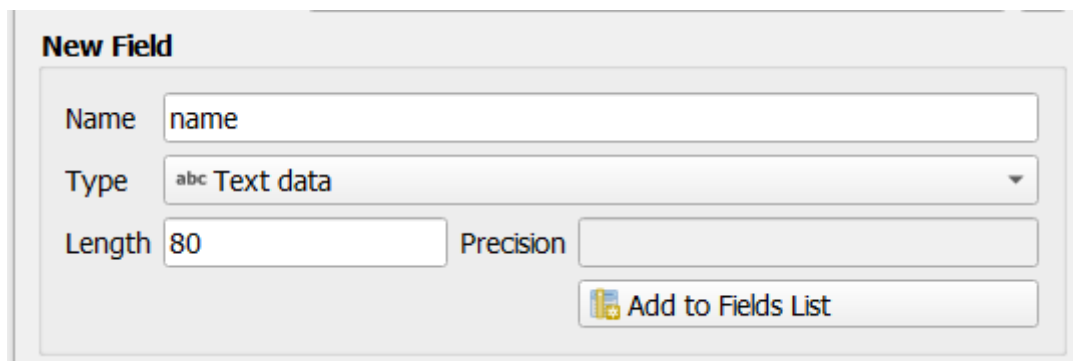 New Field
Name name
Type abc Text data
Length 80 Precision
Add to Fields List